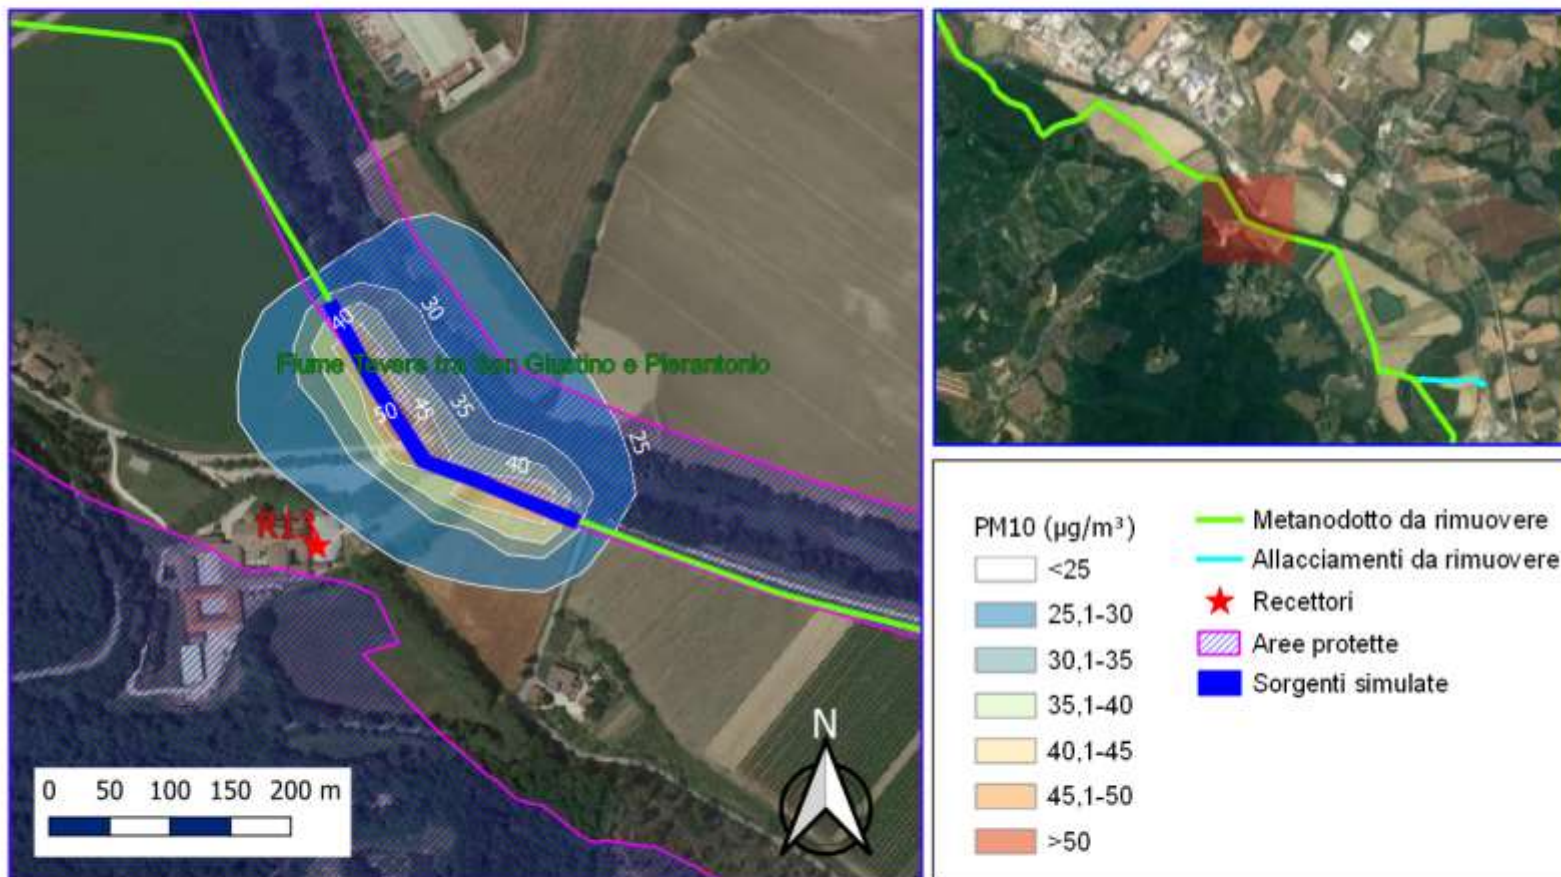 30
40
Fiume Tevere tra San Giustino e Pierantonio
35
45
50
25
40
R13
N
0 50 100 150 200 m
PM10 (µg/m³)
<25
25,1-30
30,1-35
35,1-40
40,1-45
45,1-50
>50
Metanodotto da rimuovere
Allacciamenti da rimuovere
Recettori
Aree protette
Sorgenti simulate